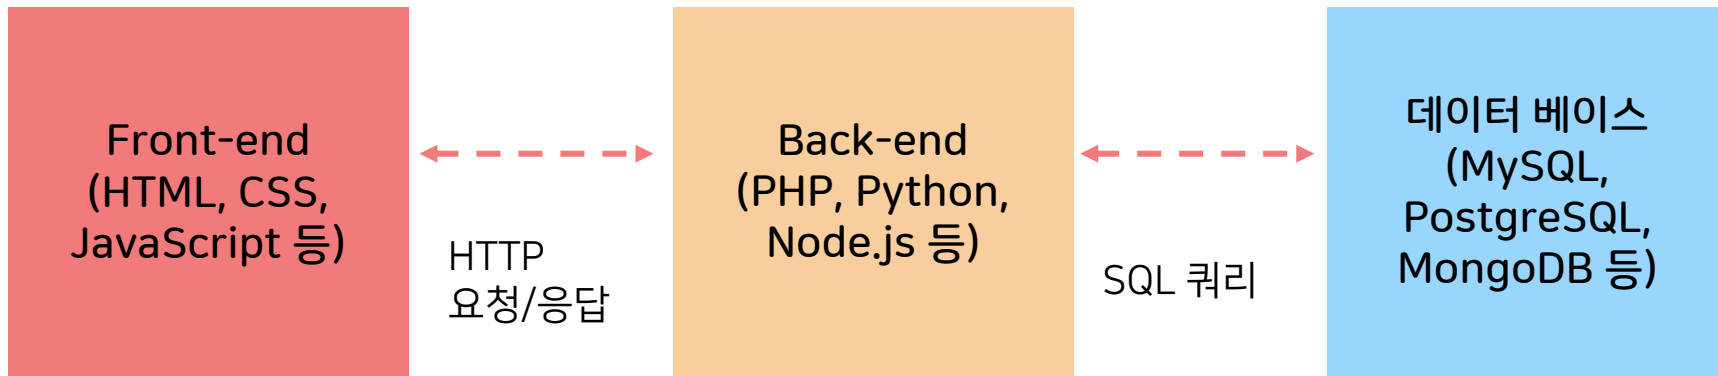 Front-end
(HTML, CSS,
JavaScript 등)
HTTP
요청/응답
Back-end
(PHP, Python,
Node.js 등)
SQL 쿼리
데이터 베이스
(MySQL,
PostgreSQL,
MongoDB 등)